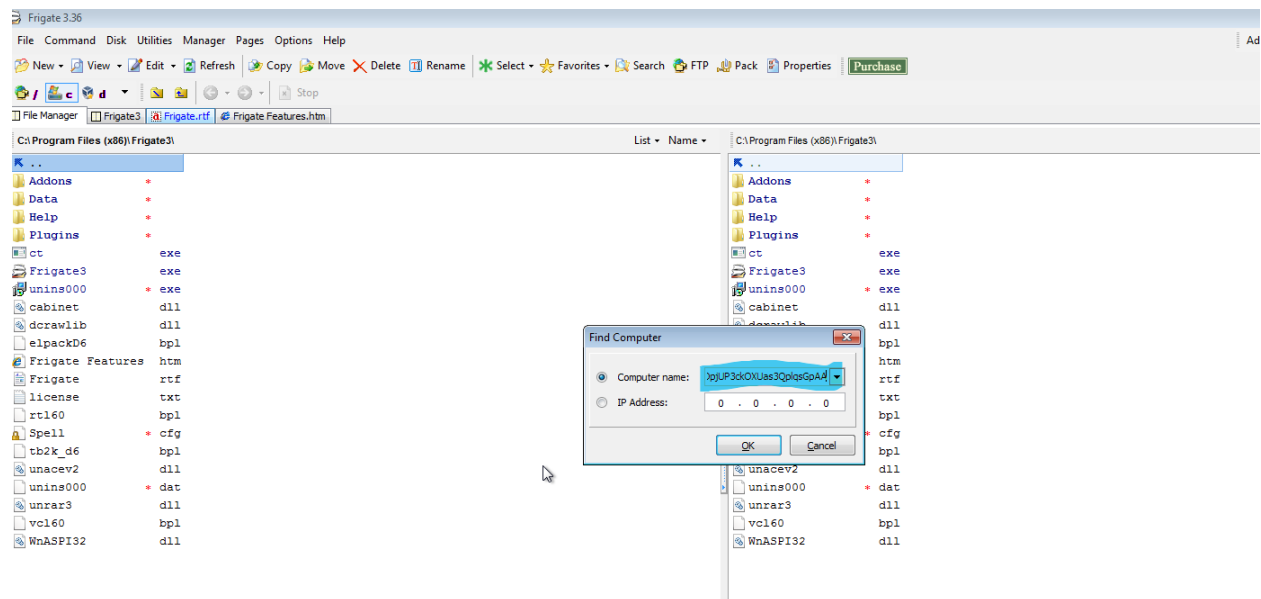 Frigate 3.36
File Command Disk Utilities Manager Pages Options Help
Ad
New View Edit Refresh Copy Move Delete Rename Select Favorites Search FTP Pack Properties Purchase
/ c d Stop
File Manager Frigate3 Frigate.rtf Frigate Features.htm
C:\Program Files (x86)\Frigate3\ List Name C:\Program Files (x86)\Frigate3\
.. ..
Addons * Addons *
Data * Data *
Help * Help *
Plugins * Plugins *
ct exe ct exe
Frigate3 exe Frigate3 exe
unins000 * exe unins000 * exe
cabinet dll cabinet dll
dcrawlib dll dll
Find Computer
elpackD6 bpl bpl
Frigate Features htm htm
Computer name:
Frigate rtf rtf
license txt txt
IP Address: 0 . 0 . 0 . 0
rtl60 bpl bpl
Spell * cfg * cfg
OK Cancel
tb2k_d6 bpl bpl
unacev2 dll unacev2 dll
unins000 * dat unins000 * dat
unrar3 dll unrar3 dll
vcl60 bpl vcl60 bpl
WnASPI32 dll WnASPI32 dll